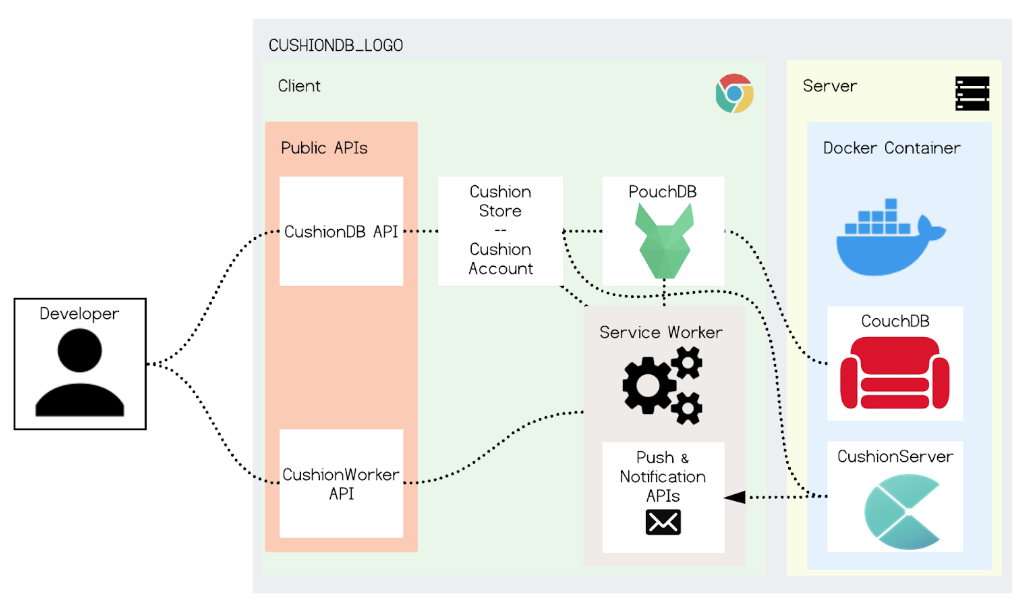 CUSHIONDB_LOGO
Client
Server
Public APIs
Docker Container
CushionDB API
Cushion
Store
--
Cushion
Account
PouchDB
Developer
Service Worker
CouchDB
CushionWorker
API
Push &
Notification
APIs
CushionServer